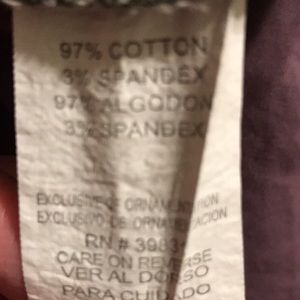 97% COTTON
3% SPANDEX
97% ALGODON
3% SPANDEX
EXCLUSIVE OF ORNAMENTATION
EXCLUSIVO DE ORNAMENTACION
RN #
CARE ON REVERSE
VER AL DORSO
PARA CUIDADO